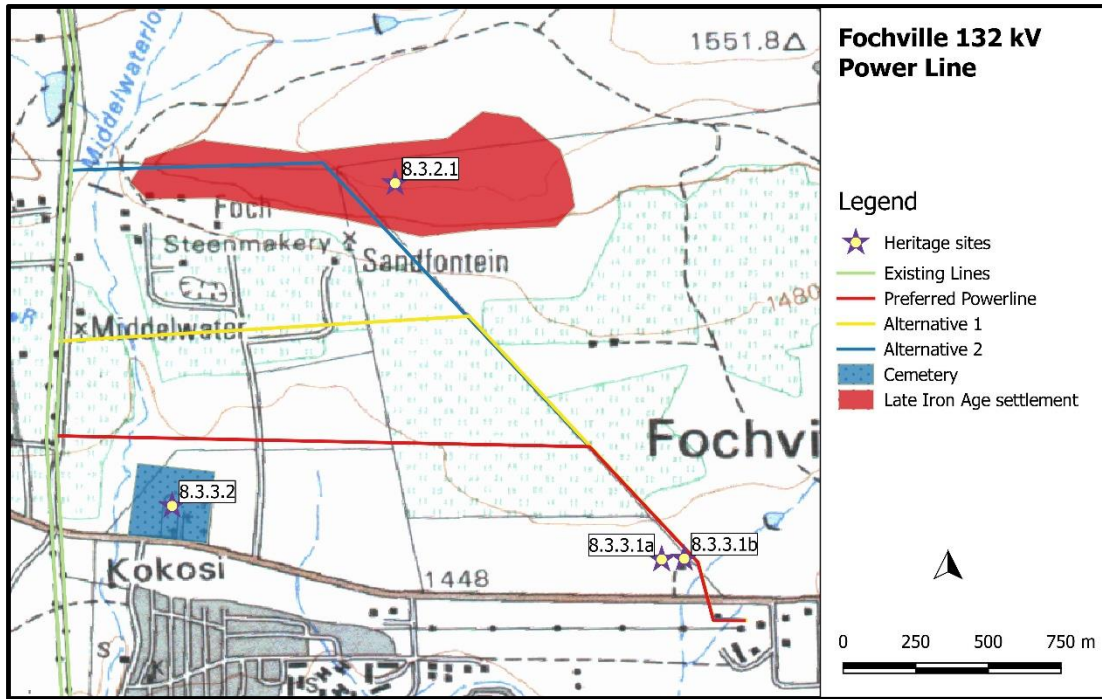 Fochville 132 kV
Power Line
Legend
Heritage sites
Existing Lines
Preferred Powerline
Alternative 1
Alternative 2
Cemetery
Late Iron Age settlement
0 250 500 750 m
1551.8
Middelwaterlo
8.3.2.1
Foch
Steenmakery
Sandfontein
1480
R
Middelwater
Fochvi
8.3.3.2
8.3.3.1a
8.3.3.1b
Kokosi
1448
S
K
S